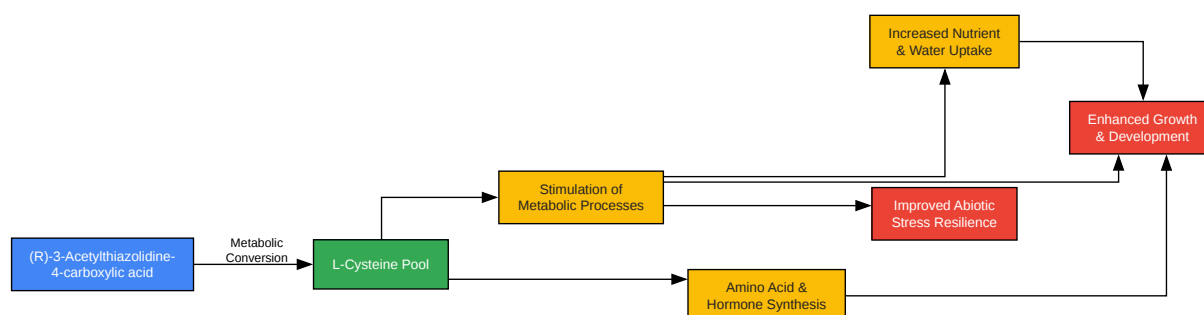 Increased Nutrient
& Water Uptake
Enhanced Growth
& Development
Stimulation of
Metabolic Processes
Improved Abiotic
Stress Resilience
(R)-3-Acetylthiazolidine-
4-carboxylic acid
Metabolic
Conversion
L-Cysteine Pool
Amino Acid &
Hormone Synthesis